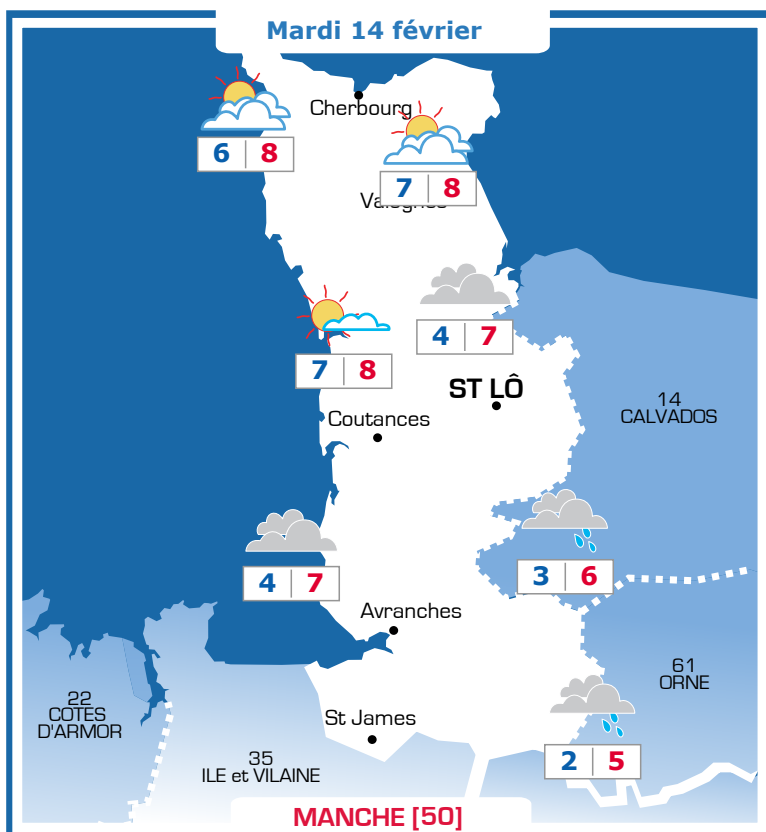 Mardi 14 février
Cherbourg
6 8
7 8
Valognes
4 7
7 8
ST LÔ
14
CALVADOS
Coutances
3 6
4 7
Avranches
61
ORNE
22
COTES
D'ARMOR
St James
35
ILE et VILAINE
2 5
MANCHE [50]